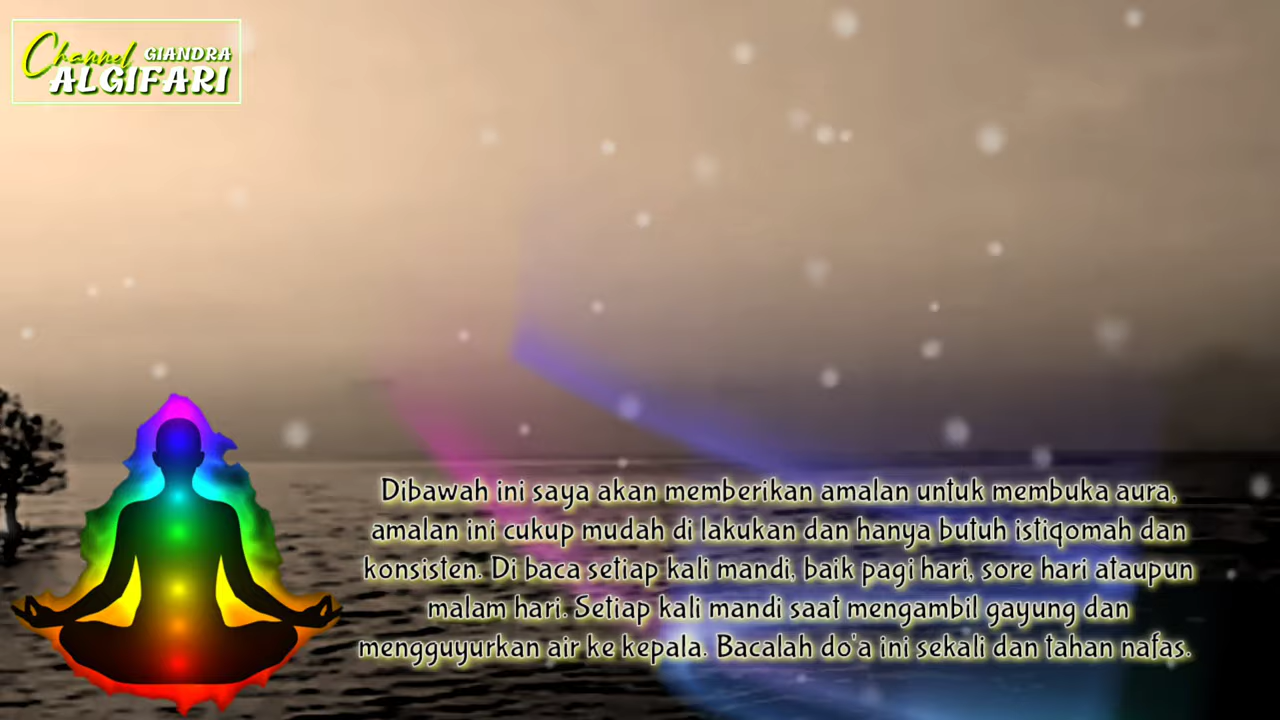 Channel GIANDRA
ALGIFARI
Dibawah ini saya akan memberikan amalan untuk membuka aura,
amalan ini cukup mudah di lakukan dan hanya butuh istiqomah dan
konsisten. Di baca setiap kali mandi, baik pagi hari, sore hari ataupun
malam hari. Setiap kali mandi saat mengambil gayung dan
mengguyurkan air ke kepala. Bacalah do'a ini sekali dan tahan nafas.